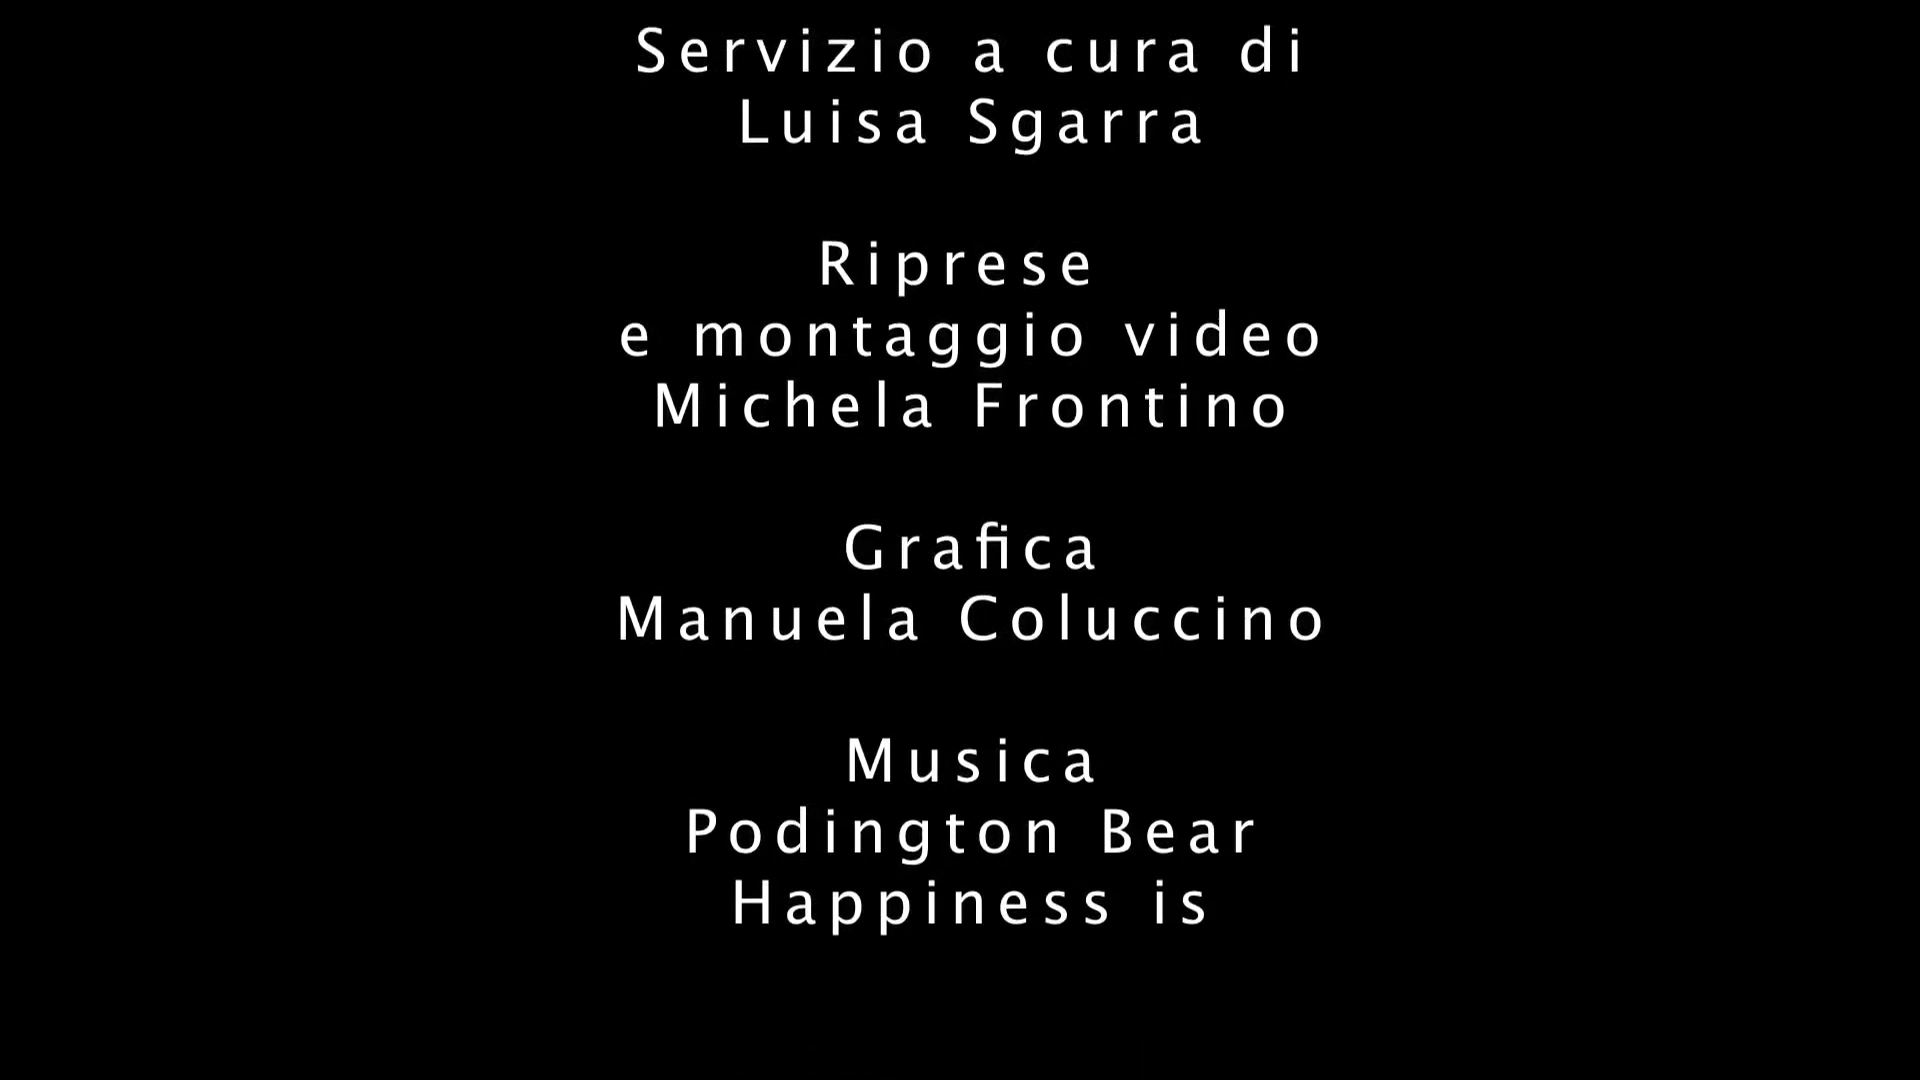 Servizio a cura di
Luisa Sgarra
Riprese
e montaggio video
Michela Frontino
Grafica
Manuela Coluccino
Musica
Podington Bear
Happiness is